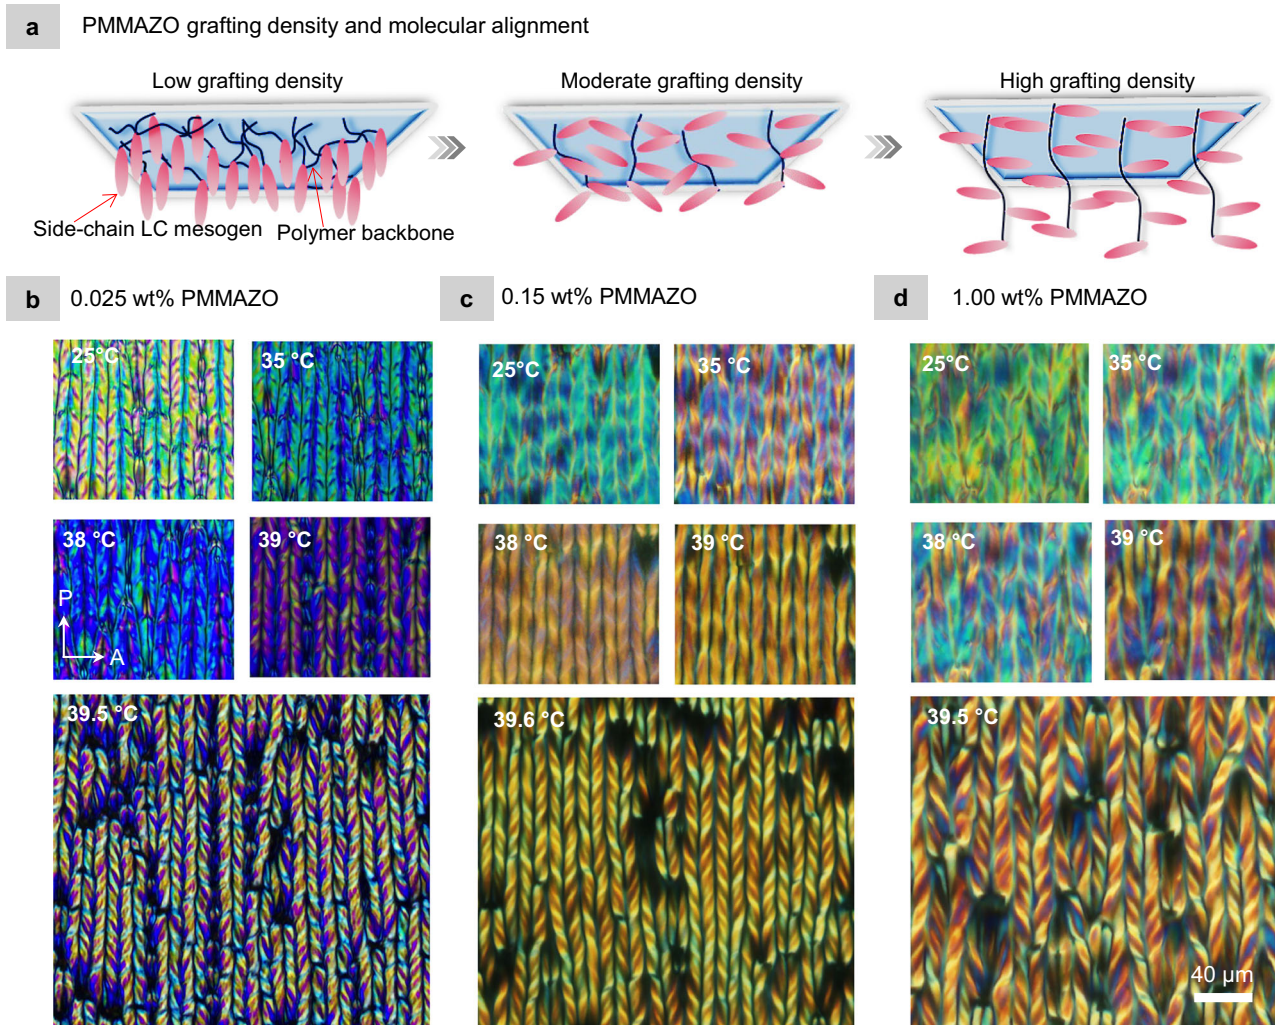 a PMMAZO grafting density and molecular alignment
Low grafting density
Moderate grafting density
High grafting density
Side-chain LC mesogen
Polymer backbone
b 0.025 wt% PMMAZO
25°C
35 °C
38 °C
39 °C
P
A
39.5 °C
c 0.15 wt% PMMAZO
25°C
35 °C
38 °C
39 °C
39.6 °C
d 1.00 wt% PMMAZO
25°C
35 °C
38 °C
39 °C
39.5 °C
40 µm